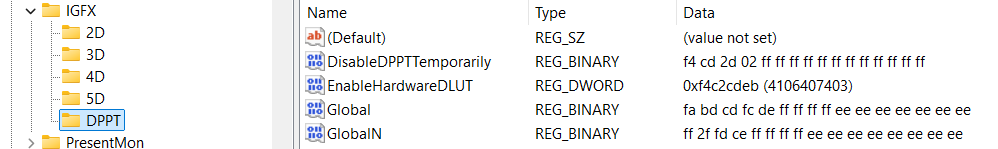 IGFX
2D
3D
4D
5D
DPPT
PresentMon
Name Type Data
(Default) REG_SZ (value not set)
DisableDPPTTemporarily REG_BINARY f4 cd 2d 02 ff ff ff ff ff ff ff ff ff ff ff ff
EnableHardwareDLUT REG_DWORD 0xf4c2cdeb (4106407403)
Global REG_BINARY fa bd cd fc de ff ff ff ff ee ee ee ee ee ee ee
GlobalN REG_BINARY ff 2f fd ce ff ff ff ff ee ee ee ee ee ee ee ee